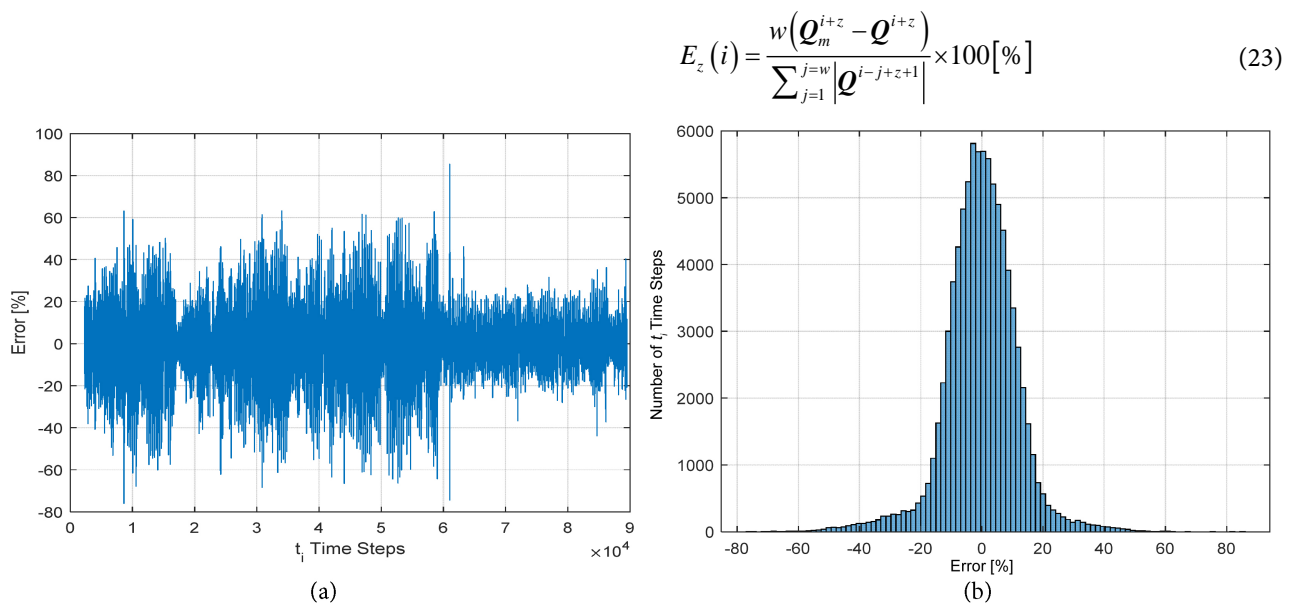 E_z(i) = w(Q_m^{i+z} − Q^{i+z}) / ∑_{j=1}^{j=w} |Q^{i−j+z+1}| ×100[%] (23)
100
80
60
40
20
0
-20
-40
-60
-80
Error [%]
0 1 2 3 4 5 6 7 8 9
t_i Time Steps
×10^4
(a)
6000
5000
4000
3000
2000
1000
0
Number of t_i Time Steps
-80 -60 -40 -20 0 20 40 60 80
Error [%]
(b)